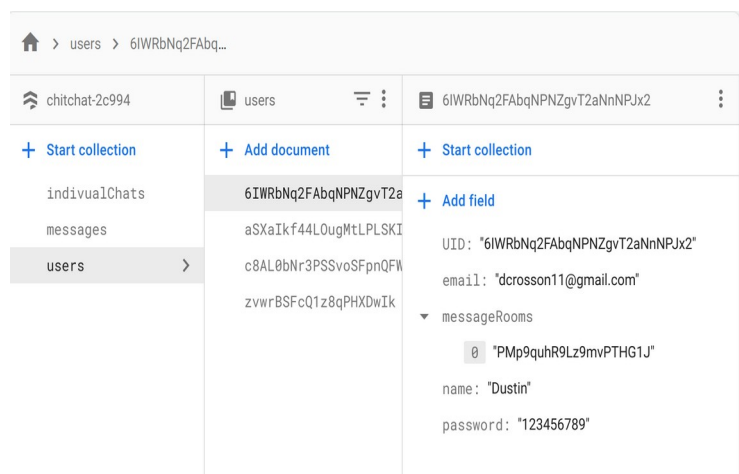 > users > 6IWRbNq2FAbq...
chitchat-2c994
+ Start collection
indivualChats
messages
users >
users
+ Add document
6IWRbNq2FAbqNPNZgvT2a
aSXaIkf44LOugMtLPLSKI
c8AL0bNr3PSSvoSFpnQFW
zvwrBSFcQ1z8qPHXDwIk
6IWRbNq2FAbqNPNZgvT2aNnNPJx2
+ Start collection
+ Add field
UID: "6IWRbNq2FAbqNPNZgvT2aNnNPJx2"
email: "dcrosson11@gmail.com"
messageRooms
0 "PMp9quhR9Lz9mvPTHG1J"
name: "Dustin"
password: "123456789"